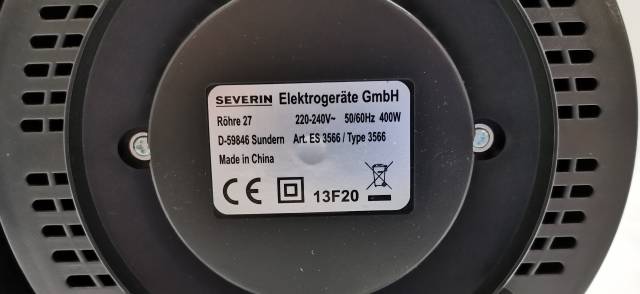 SEVERIN Elektrogeräte GmbH
Röhre 27 220-240V~ 50/60Hz 400W
D-59846 Sundern Art. ES 3566 / Type 3566
Made in China
CE 13F20